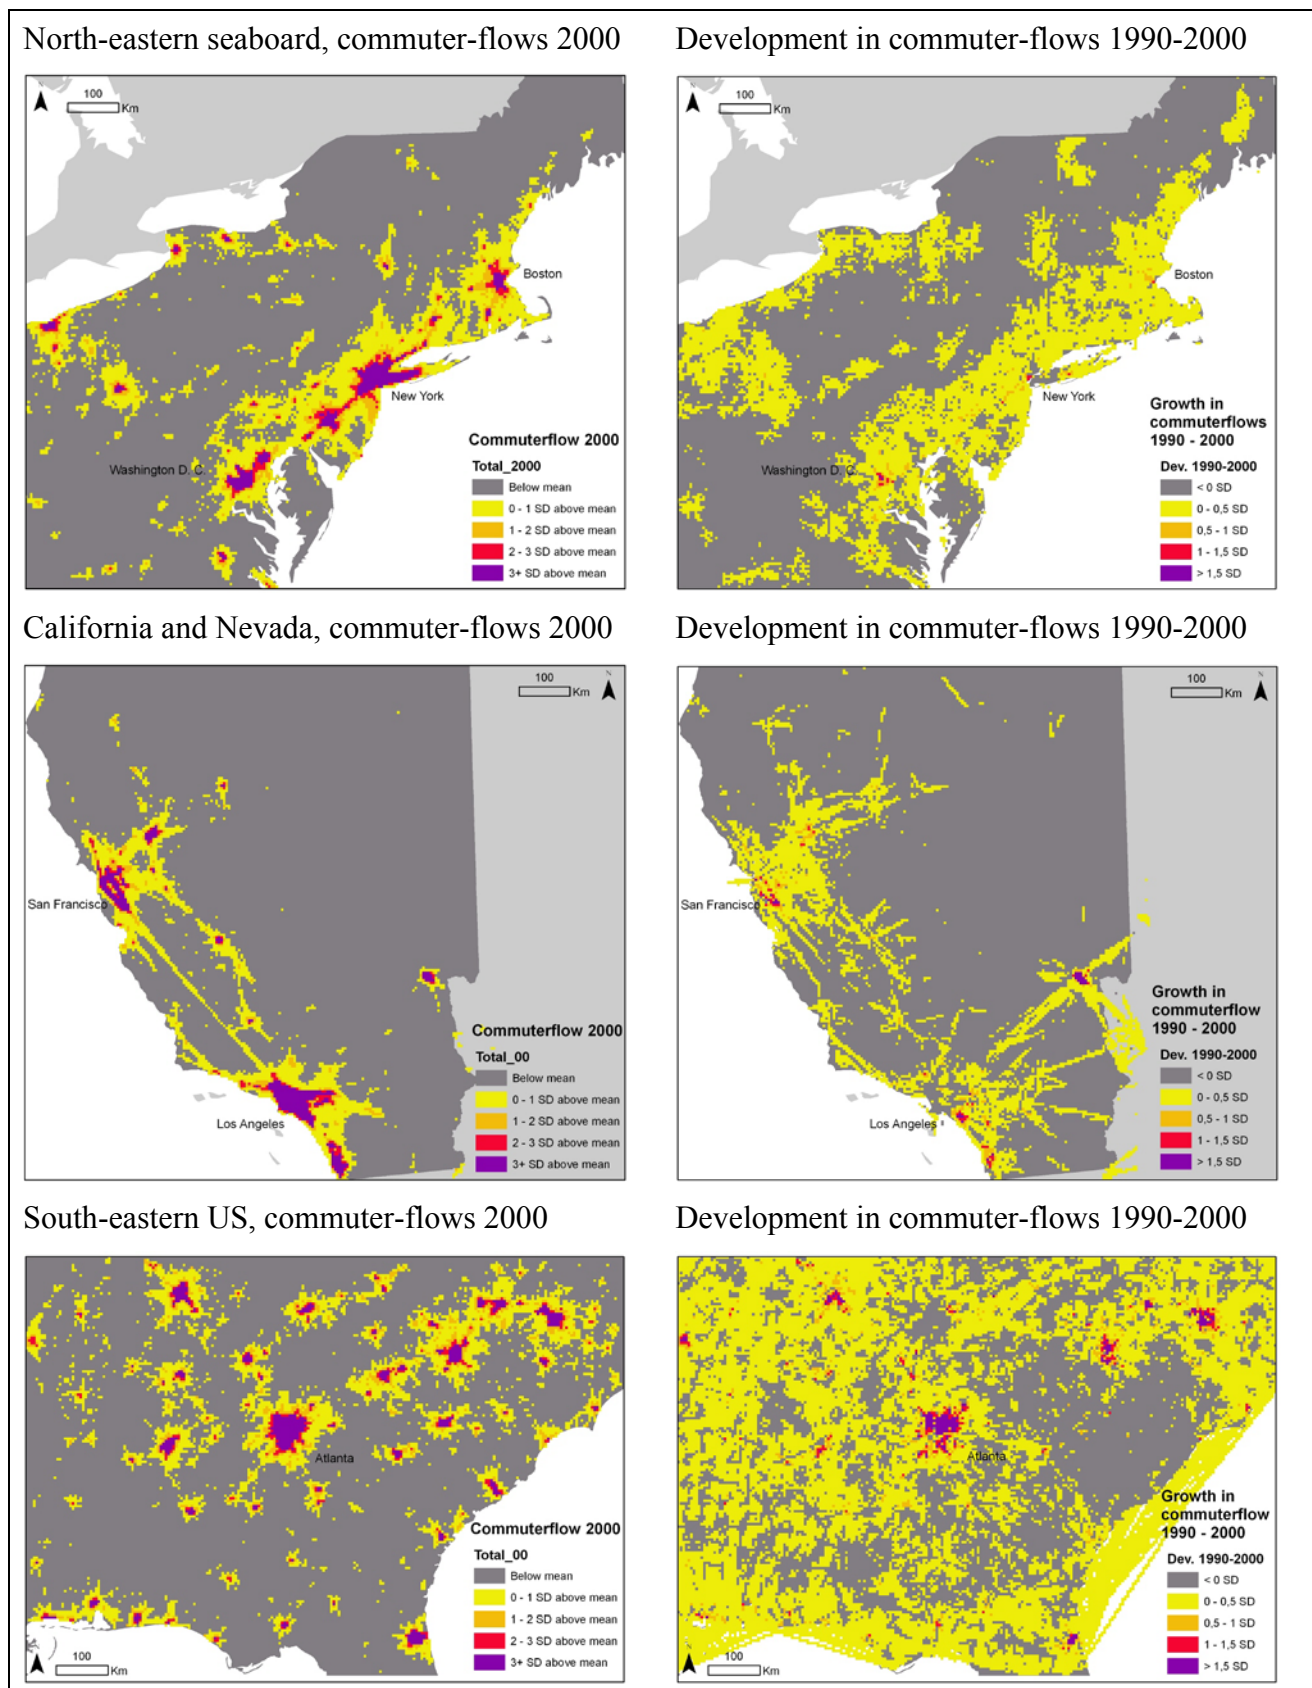 North-eastern seaboard, commuter-flows 2000
Development in commuter-flows 1990-2000
100
Km
Boston
New York
Washington D. C.
Commuterflow 2000
Total_2000
Below mean
0 - 1 SD above mean
1 - 2 SD above mean
2 - 3 SD above mean
3+ SD above mean
100
Km
Boston
New York
Washington D. C.
Growth in
commuterflows
1990 - 2000
Dev. 1990-2000
< 0 SD
0 - 0,5 SD
0,5 - 1 SD
1 - 1,5 SD
> 1,5 SD
California and Nevada, commuter-flows 2000
Development in commuter-flows 1990-2000
100
Km
N
San Francisco
Los Angeles
Commuterflow 2000
Total_00
Below mean
0 - 1 SD above mean
1 - 2 SD above mean
2 - 3 SD above mean
3+ SD above mean
100
Km
N
San Francisco
Los Angeles
Growth in
commuterflow
1990 - 2000
Dev. 1990-2000
< 0 SD
0 - 0,5 SD
0,5 - 1 SD
1 - 1,5 SD
> 1,5 SD
South-eastern US, commuter-flows 2000
Development in commuter-flows 1990-2000
Atlanta
Commuterflow 2000
Total_00
Below mean
0 - 1 SD above mean
1 - 2 SD above mean
2 - 3 SD above mean
3+ SD above mean
100
Km
Atlanta
Growth in
commuterflow
1990 - 2000
Dev. 1990-2000
< 0 SD
0 - 0,5 SD
0,5 - 1 SD
1 - 1,5 SD
> 1,5 SD
100
Km